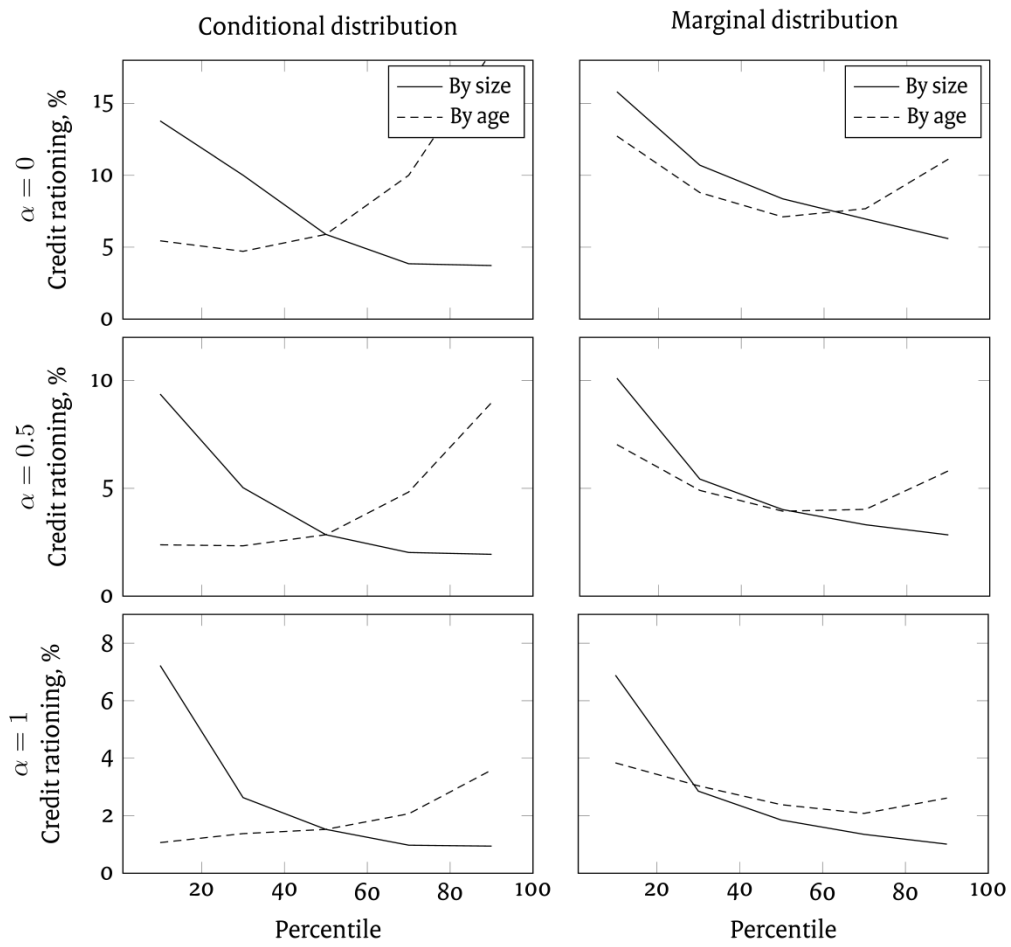 Conditional distribution
Marginal distribution
α = 0
Credit rationing, %
15
10
5
0
By size
By age
By size
By age
α = 0.5
Credit rationing, %
10
5
0
α = 1
Credit rationing, %
8
6
4
2
0
20 40 60 80 100
20 40 60 80 100
Percentile
Percentile